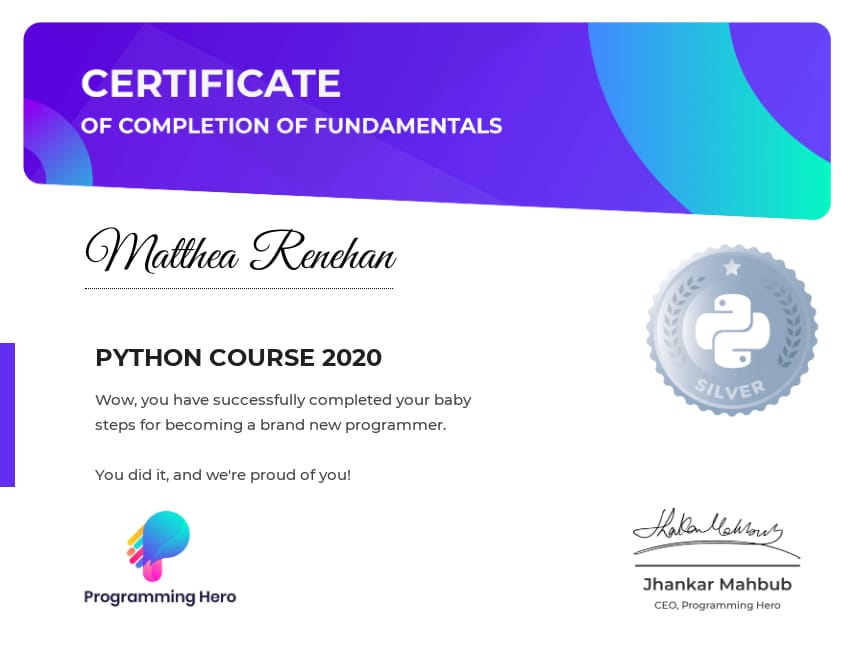 CERTIFICATE
OF COMPLETION OF FUNDAMENTALS
Matthea Renehan
PYTHON COURSE 2020
Wow, you have successfully completed your baby
steps for becoming a brand new programmer.
You did it, and we're proud of you!
SILVER
Programming Hero
Jhankar Mahbub
Jhankar Mahbub
CEO, Programming Hero